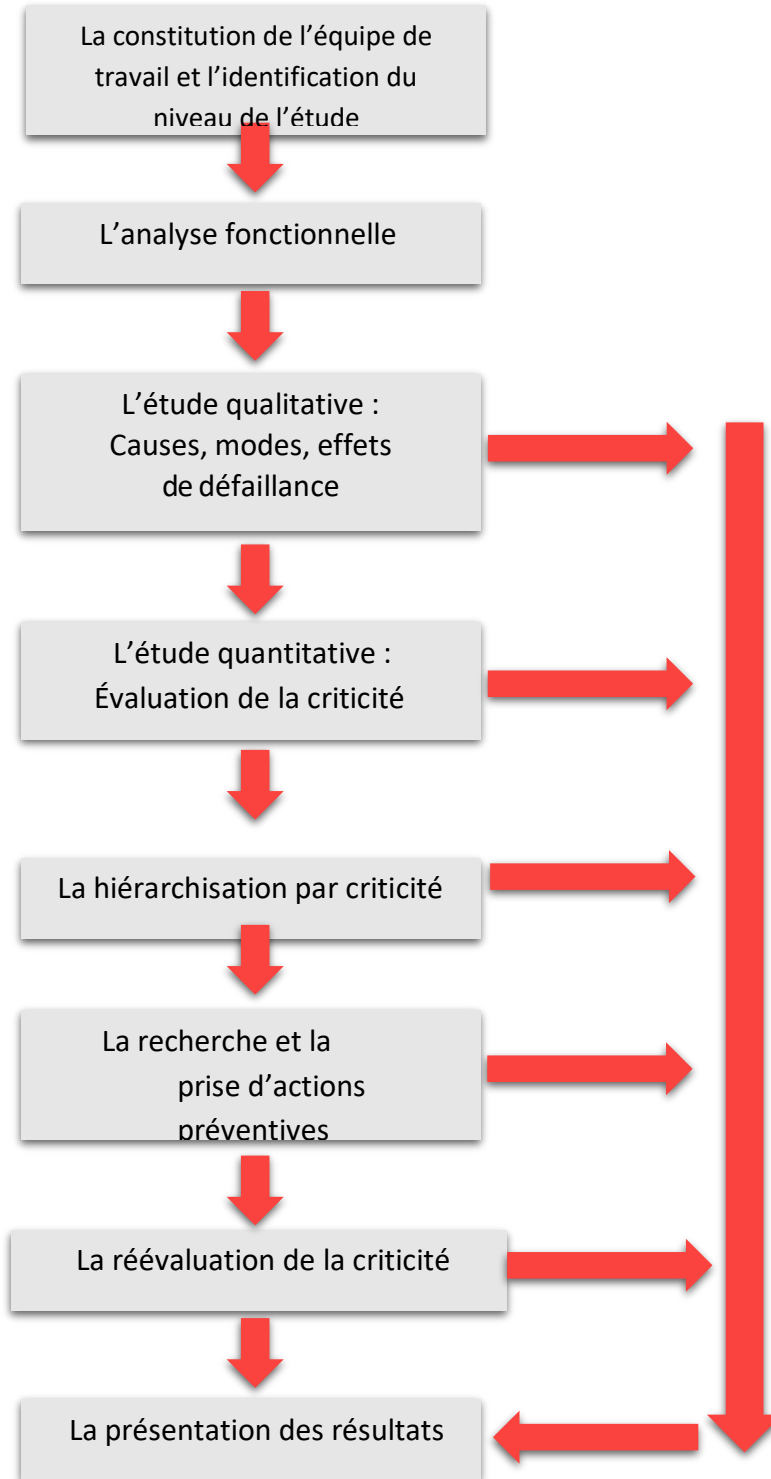 La constitution de l’équipe de
travail et l’identification du
niveau de l’étude
L’analyse fonctionnelle
L’étude qualitative :
Causes, modes, effets
de défaillance
L’étude quantitative :
Évaluation de la criticité
La hiérarchisation par criticité
La recherche et la
prise d’actions
préventives
La réévaluation de la criticité
La présentation des résultats